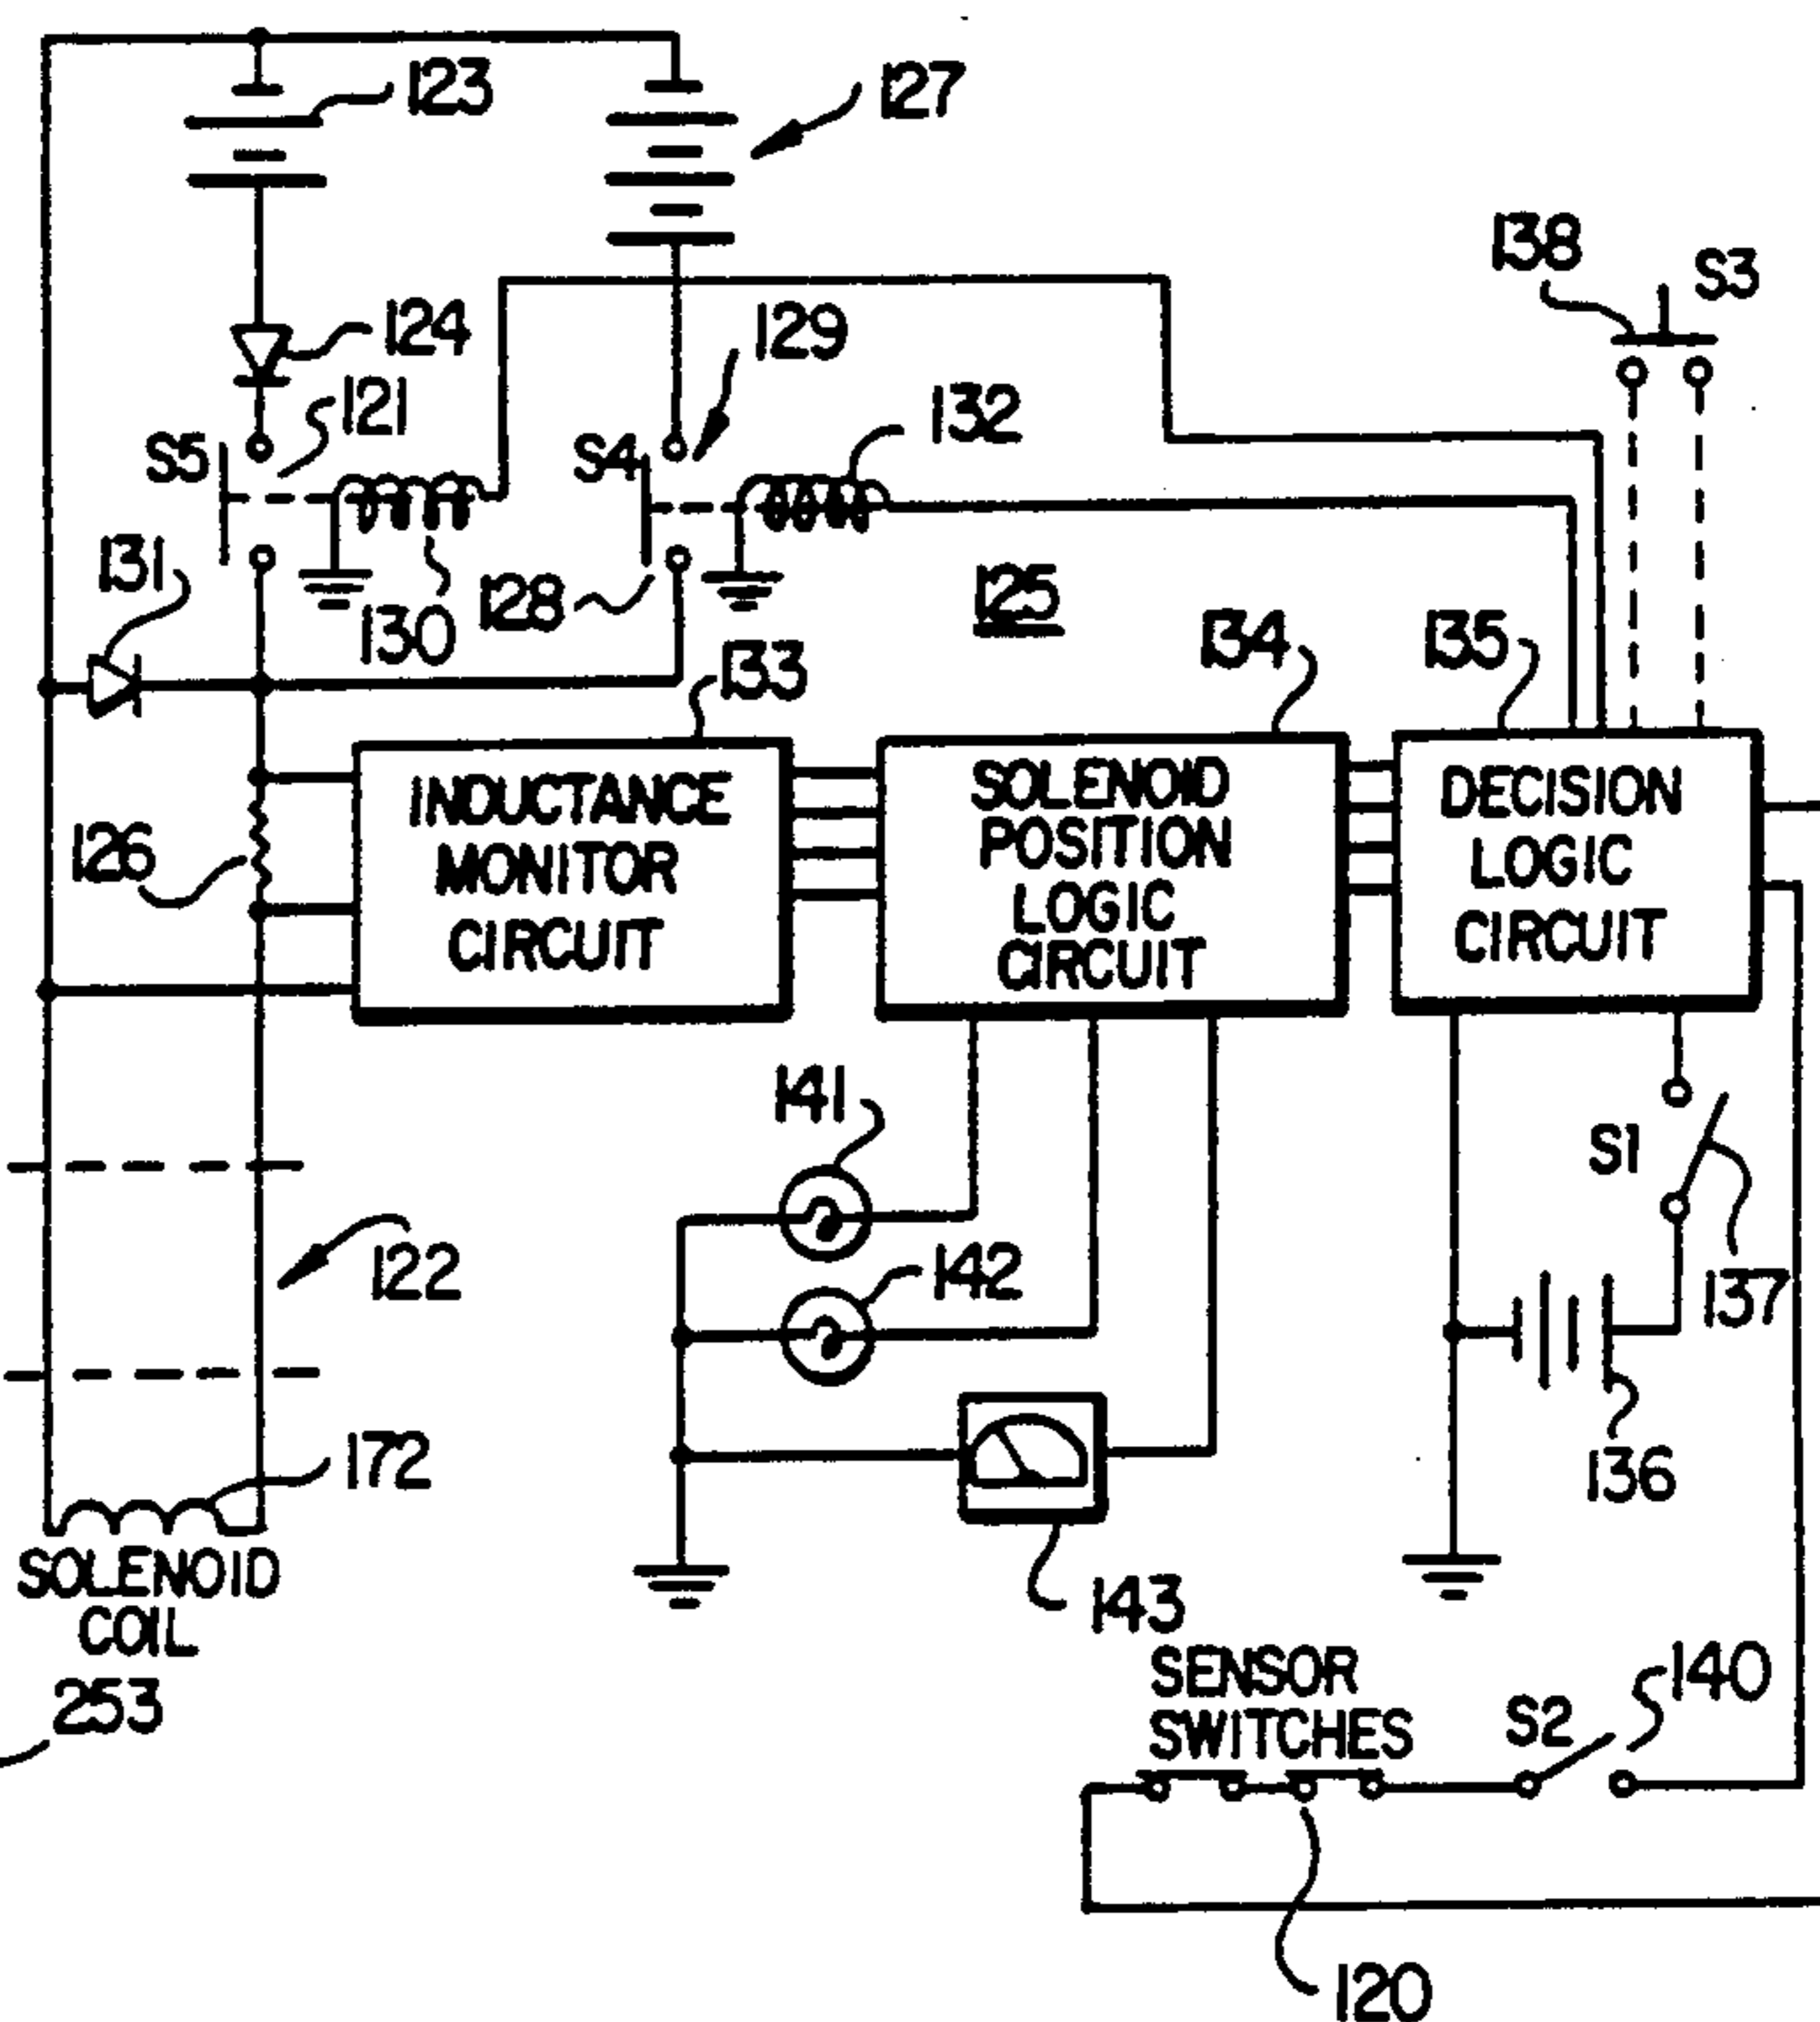 123
127
138
S3
124
129
121
132
S5
S4
131
130
128
125
133
134
135
INDUCTANCE
MONITOR
CIRCUIT
SOLENOID
POSITION
LOGIC
CIRCUIT
DECISION
LOGIC
CIRCUIT
126
141
S1
122
142
137
172
136
SOLENOID
COIL
143
253
SENSOR
SWITCHES
S2
140
120